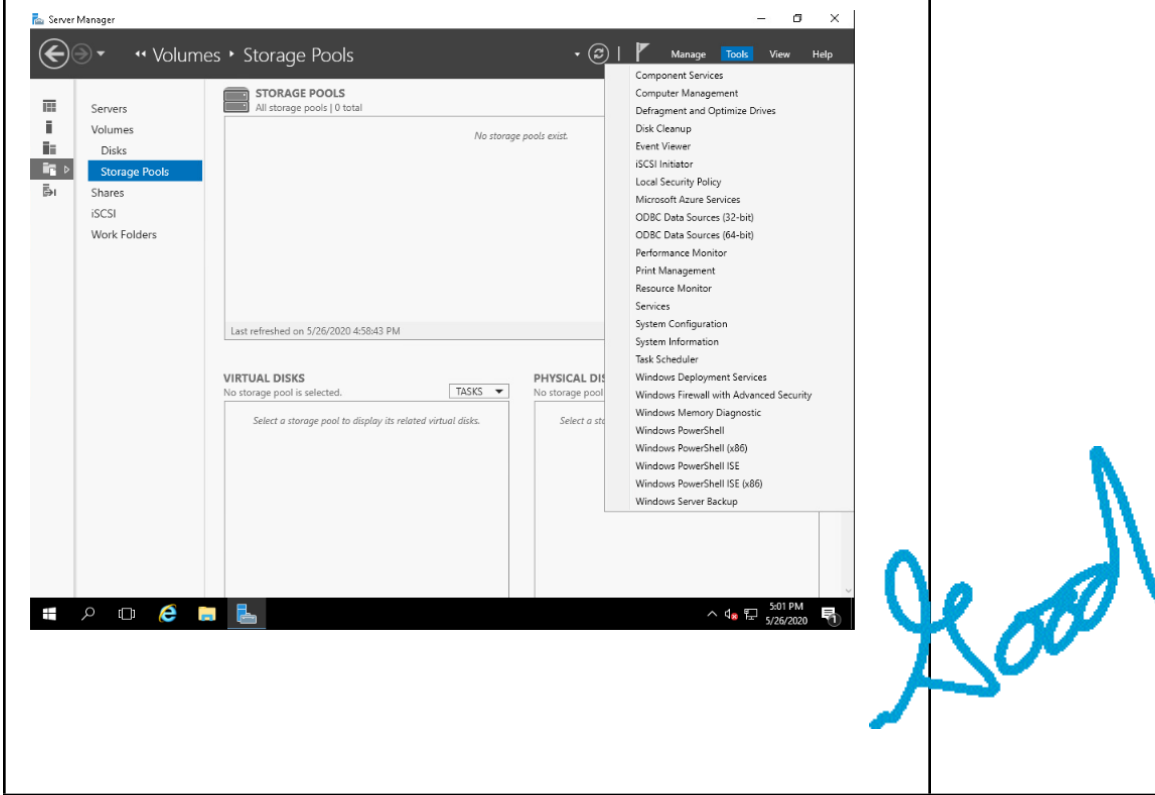 Server Manager
Volumes
Storage Pools
Manage
Tools
View
Help
Servers
Volumes
Disks
Storage Pools
Shares
iSCSI
Work Folders
STORAGE POOLS
All storage pools | 0 total
No storage pools exist.
Last refreshed on 5/26/2020 4:58:43 PM
VIRTUAL DISKS
No storage pool is selected.
TASKS
Select a storage pool to display its related virtual disks.
PHYSICAL DIS
No storage pool
Select a sto
Component Services
Computer Management
Defragment and Optimize Drives
Disk Cleanup
Event Viewer
iSCSI Initiator
Local Security Policy
Microsoft Azure Services
ODBC Data Sources (32-bit)
ODBC Data Sources (64-bit)
Performance Monitor
Print Management
Resource Monitor
Services
System Configuration
System Information
Task Scheduler
Windows Deployment Services
Windows Firewall with Advanced Security
Windows Memory Diagnostic
Windows PowerShell
Windows PowerShell (x86)
Windows PowerShell ISE
Windows PowerShell ISE (x86)
Windows Server Backup
5:01 PM
5/26/2020
1
Good